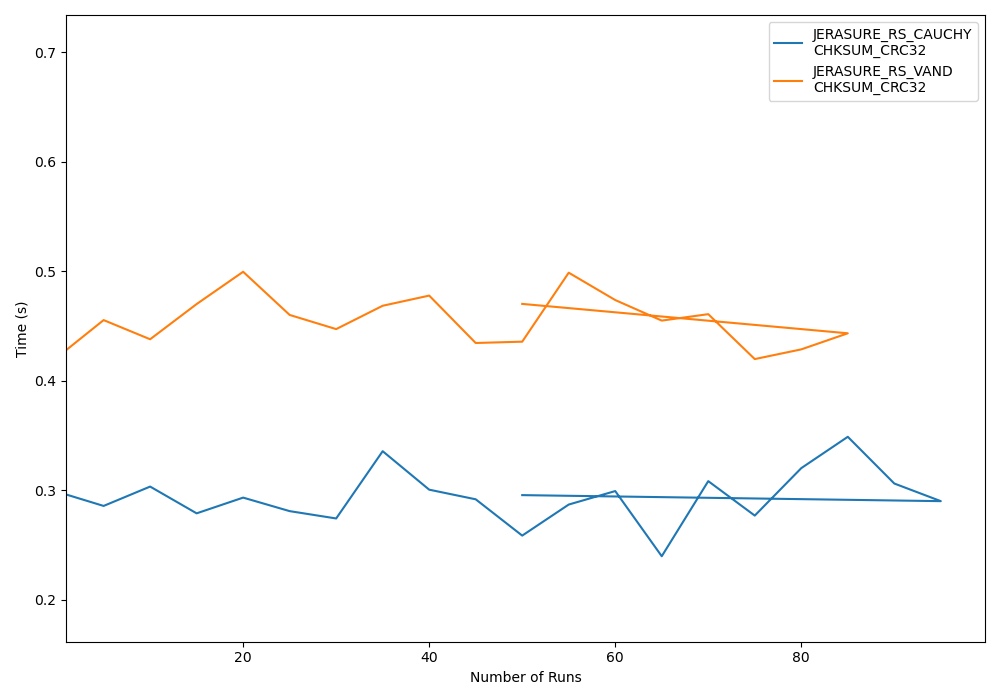 JERASURE_RS_CAUCHY
CHKSUM_CRC32
JERASURE_RS_VAND
CHKSUM_CRC32
0.7
0.6
0.5
0.4
0.3
0.2
Time (s)
20 40 60 80
Number of Runs